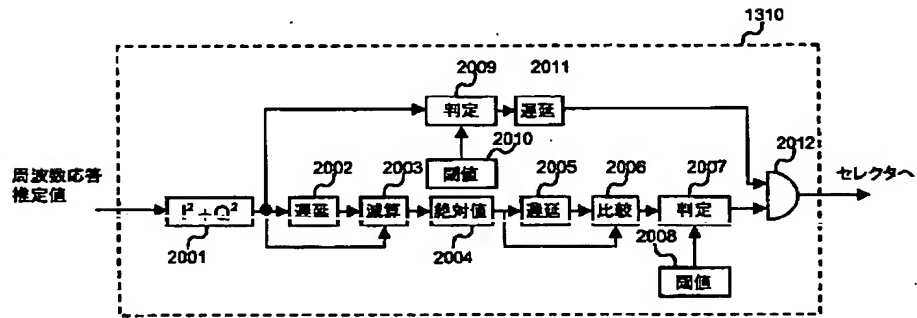 1310
2009
2011
判定
遅延
2010
閾値
2012
周波数応答
推定値
2002
2003
2005
2006
2007
セレクタへ
I²+Q²
遅延
減算
絶対値
遅延
比較
判定
2001
2004
2008
閾値